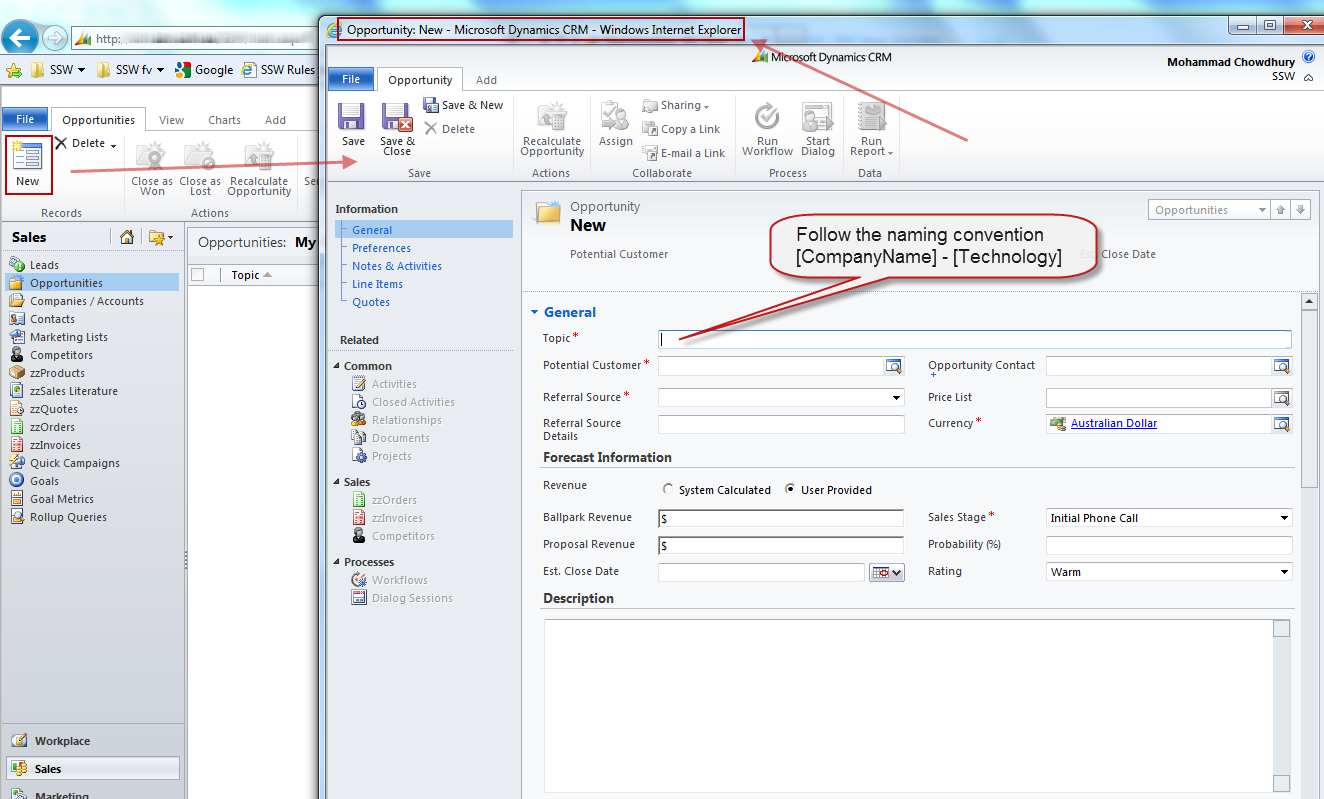 Opportunity: New - Microsoft Dynamics CRM - Windows Internet Explorer
http:
SSW
SSW fv
Google
SSW Rules
Microsoft Dynamics CRM
Mohammad Chowdhury
SSW
File
Opportunities
View
Charts
Add
New
Delete
Close as Won
Close as Lost
Recalculate Opportunity
Records
Actions
File
Opportunity
Add
Save
Save & Close
Save & New
Delete
Save
Recalculate Opportunity
Actions
Assign
Sharing
Copy a Link
E-mail a Link
Collaborate
Run Workflow
Start Dialog
Process
Run Report
Data
Sales
Leads
Opportunities
Companies / Accounts
Contacts
Marketing Lists
Competitors
zzProducts
zzSales Literature
zzQuotes
zzOrders
zzInvoices
Quick Campaigns
Goals
Goal Metrics
Rollup Queries
Workplace
Sales
Marketing
Opportunities: My
Topic
Information
General
Preferences
Notes & Activities
Line Items
Quotes
Related
Common
Activities
Closed Activities
Relationships
Documents
Projects
Sales
zzOrders
zzInvoices
Competitors
Processes
Workflows
Dialog Sessions
Opportunity
New
Opportunities
Potential Customer
Close Date
Follow the naming convention
[CompanyName] - [Technology]
General
Topic*
Potential Customer*
Opportunity Contact
+
Referral Source*
Price List
Referral Source Details
Currency*
Australian Dollar
Forecast Information
Revenue
System Calculated
User Provided
Ballpark Revenue
$
Sales Stage*
Initial Phone Call
Proposal Revenue
$
Probability (%)
Est. Close Date
Rating
Warm
Description